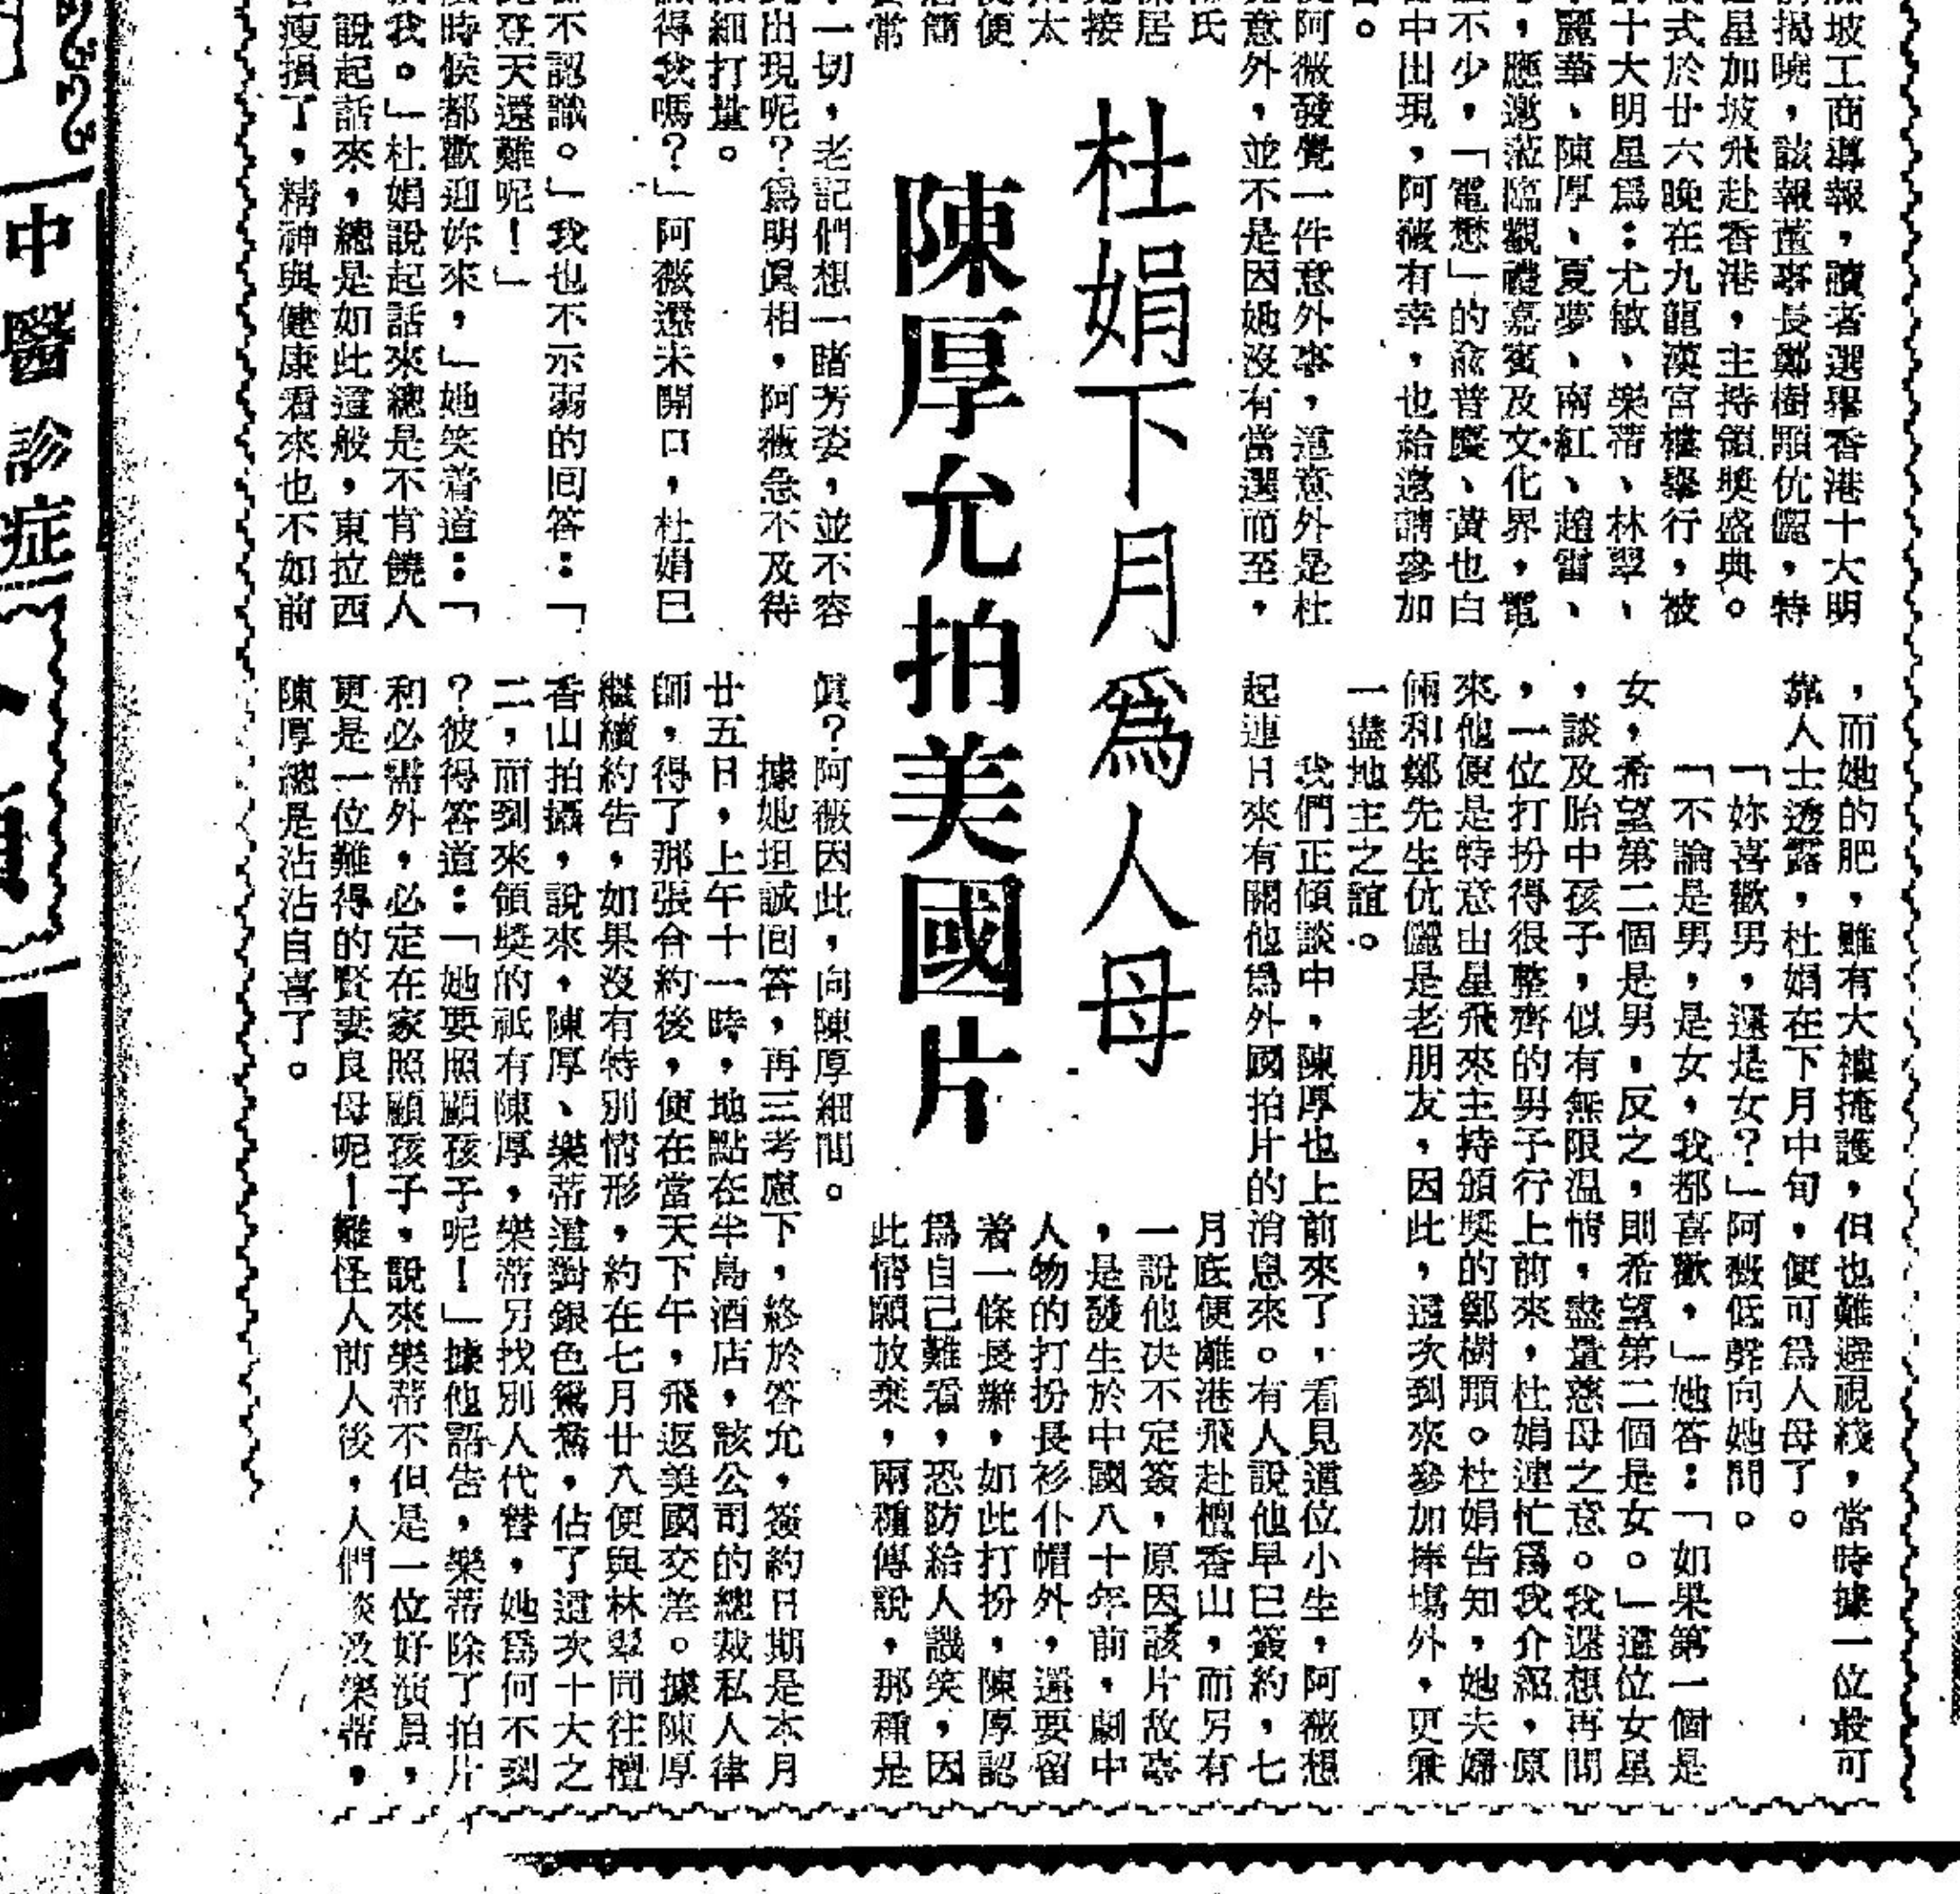 杜娟下月爲人母
陳厚允拍美國片
坡工商導報，讀者選舉香港十大明
揭曉，該報董事長鄭樹顯伉儷，特
星加坡飛赴香港，主持領奬盛典。
式於廿六晚在九龍漢宮樓舉行，被
十大明星爲：尤敏、樂蒂、林翠、
麗華、陳厚、夏夢、南紅、趙雷、
，應邀蒞臨觀禮嘉賓及文化界，電
不少，「電懋」的俞普慶、黃也白
中出現，阿薇有幸，也給邀請參加
。
阿薇發覺一件意外事，這意外是杜
意外，並不是因她沒有當選而至，
氏
居
接
太
便
簡
常
一切，老記們想一睹芳姿，並不容
出現呢？爲明眞相，阿薇急不及待
細打量。
得我嗎？」阿薇還未開口，杜娟已
不認識。」我也不示弱的回答：「
登天還難呢！」
時候都歡迎妳來，」她笑着道：「
我。」杜娟說起話來總是不肯饒人
說起話來，總是如此這般，東拉西
瘦損了，精神與健康看來也不如前
，而她的肥，雖有大褸掩護，但也難避視綫，當時據一位最可
靠人士透露，杜娟在下月中旬，便可爲人母了。
「妳喜歡男，還是女？」阿薇低聲向她問。
「不論是男，是女，我都喜歡，」她答：「如果第一個是
女，希望第二個是男，反之，則希望第二個是女。」這位女星
，談及胎中孩子，似有無限温情，盡量慈母之意。我還想再問
，一位打扮得很整齊的男子行上前來，杜娟連忙爲我介紹，原
來他便是特意由星飛來主持頒奬的鄭樹顯。杜娟告知，她夫婦
倆和鄭先生伉儷是老朋友，因此，這次到來參加捧塲外，更兼
一盡地主之誼。
我們正傾談中，陳厚也上前來了，看見這位小生，阿薇想
起連日來有關他爲外國拍片的消息來。有人說他早已簽約，七
月底便離港飛赴檀香山，而另有
一說他决不定簽，原因該片故事
，是發生於中國八十年前，劇中
人物的打扮長衫仆帽外，還要留
着一條長辮，如此打扮，陳厚認
爲自己難看，恐防給人譏笑，因
此情願放棄，兩種傳說，那種是
眞？阿薇因此，向陳厚細問。
據她坦誠回答，再三考慮下，終於答允，簽約日期是本月
廿五日，上午十一時，地點在半島酒店，該公司的總裁私人律
師，得了那張合約後，便在當天下午，飛返美國交差。據陳厚
繼續約告，如果沒有特別情形，約在七月廿八便與林翠同往檀
香山拍攝，說來，陳厚、樂蒂這對銀色鴛鴦，佔了這次十大之
二，而到來領奬的祇有陳厚，樂蒂另找別人代替，她爲何不到
？彼得答道：「她要照顧孩子呢！」據他語告，樂蒂除了拍片
和必需外，必定在家照顧孩子，說來樂蒂不但是一位好演員，
更是一位難得的賢妻良母呢！難怪人前人後，人們談及樂蒂，
陳厚總是沾沾自喜了。
中醫診症